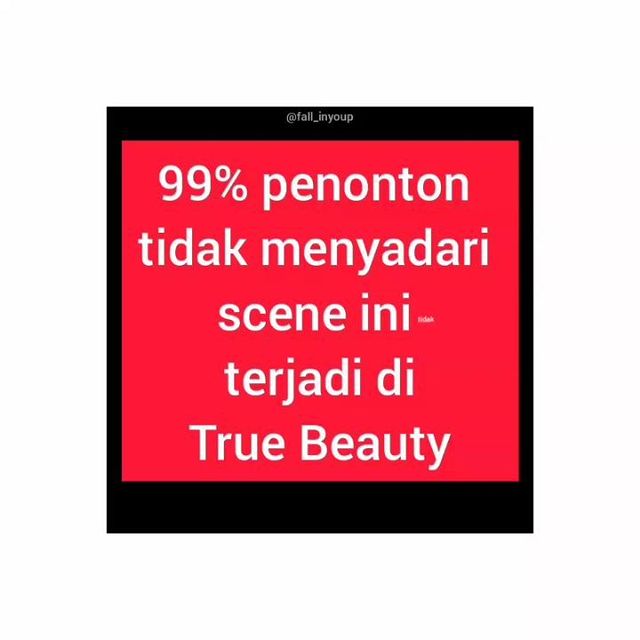 @fall_inyoup
99% penonton
tidak menyadari
scene ini tidak
terjadi di
True Beauty